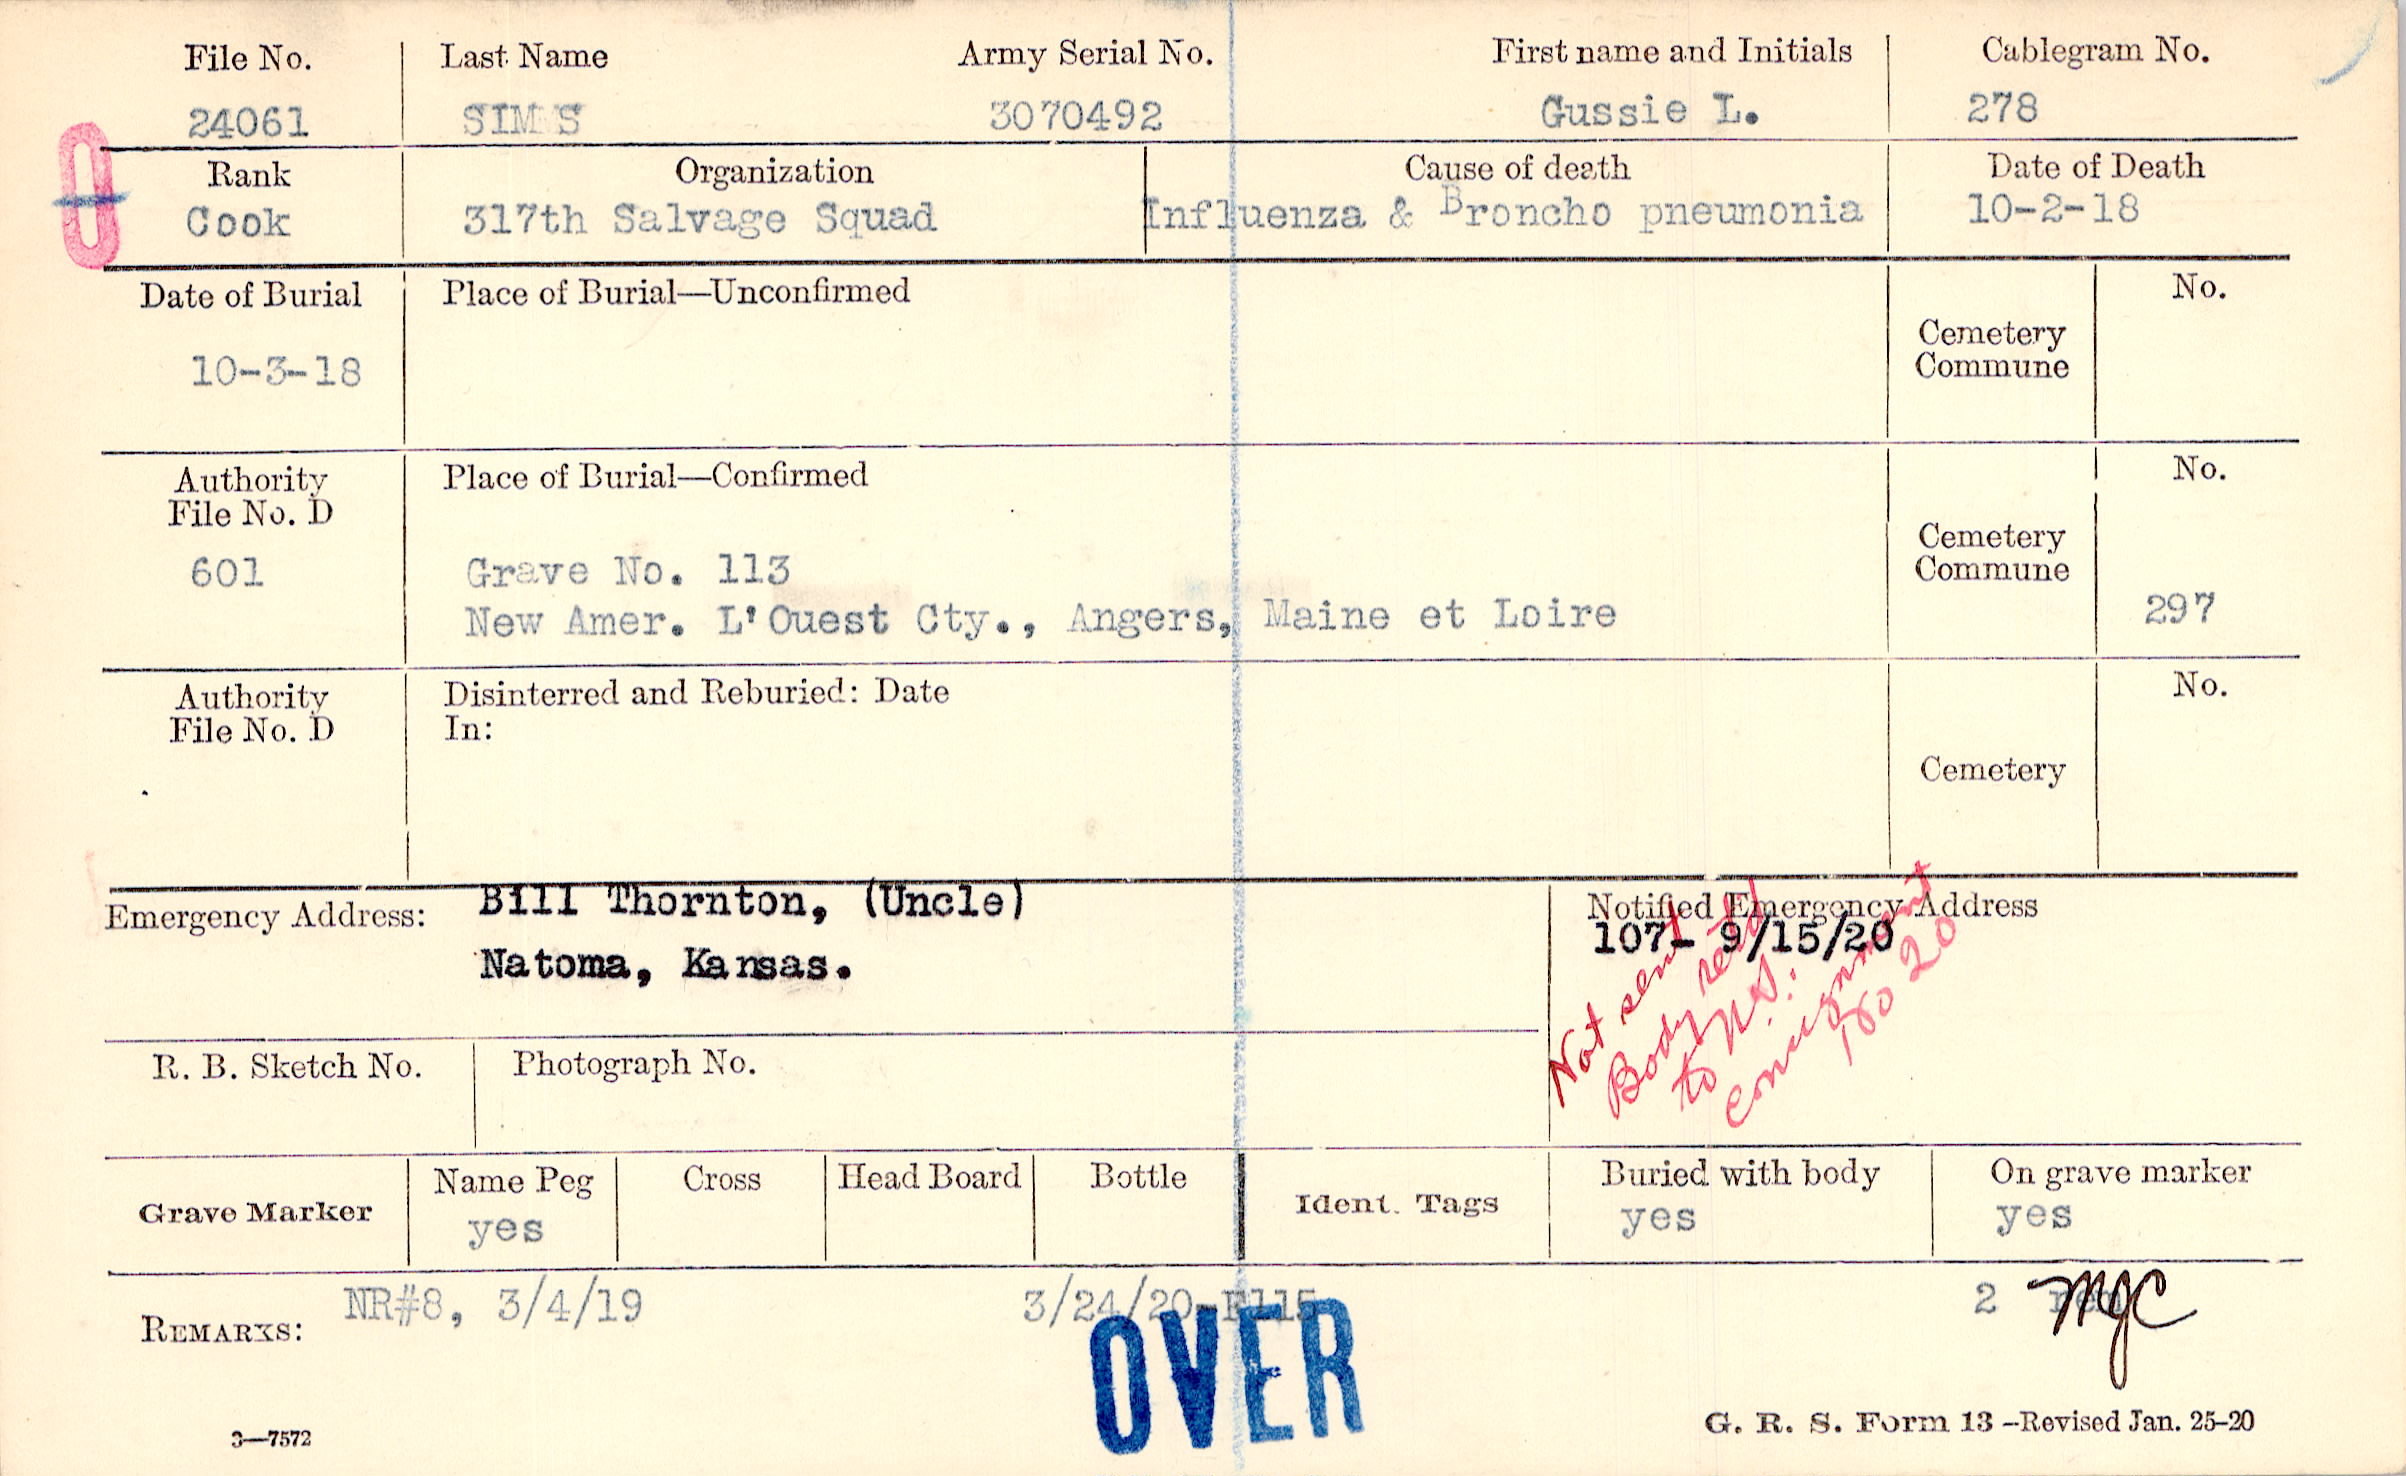 File No. Last Name Army Serial No. First name and Initials Cablegram No.
24061 SIMS 3070492 Gussie L. 278
Rank Organization Cause of death Date of Death
Cook 317th Salvage Squad Influenza & Broncho pneumonia 10-2-18
Date of Burial Place of Burial—Unconfirmed No.
Cemetery
Commune
10-3-18
Authority Place of Burial—Confirmed No.
File No. D
Cemetery
Commune
601 Grave No. 113
New Amer. L'Ouest Cty., Angers, Maine et Loire 297
Authority Disinterred and Reburied: Date No.
File No. D In:
Cemetery
Emergency Address: Bill Thornton, (Uncle)
Natoma, Kansas.
Notified Emergency Address
107- 9/15/20
Not sent
Body retd
to N.J.
consignment
180 20
R. B. Sketch No. Photograph No.
Grave Marker Name Peg Cross Head Board Bottle Ident. Tags Buried with body On grave marker
yes yes yes
REMARKS: NR#8, 3/4/19 3/24/20-F115 2 MJC
OVER
3—7572 G. R. S. Form 13—Revised Jan. 25-20